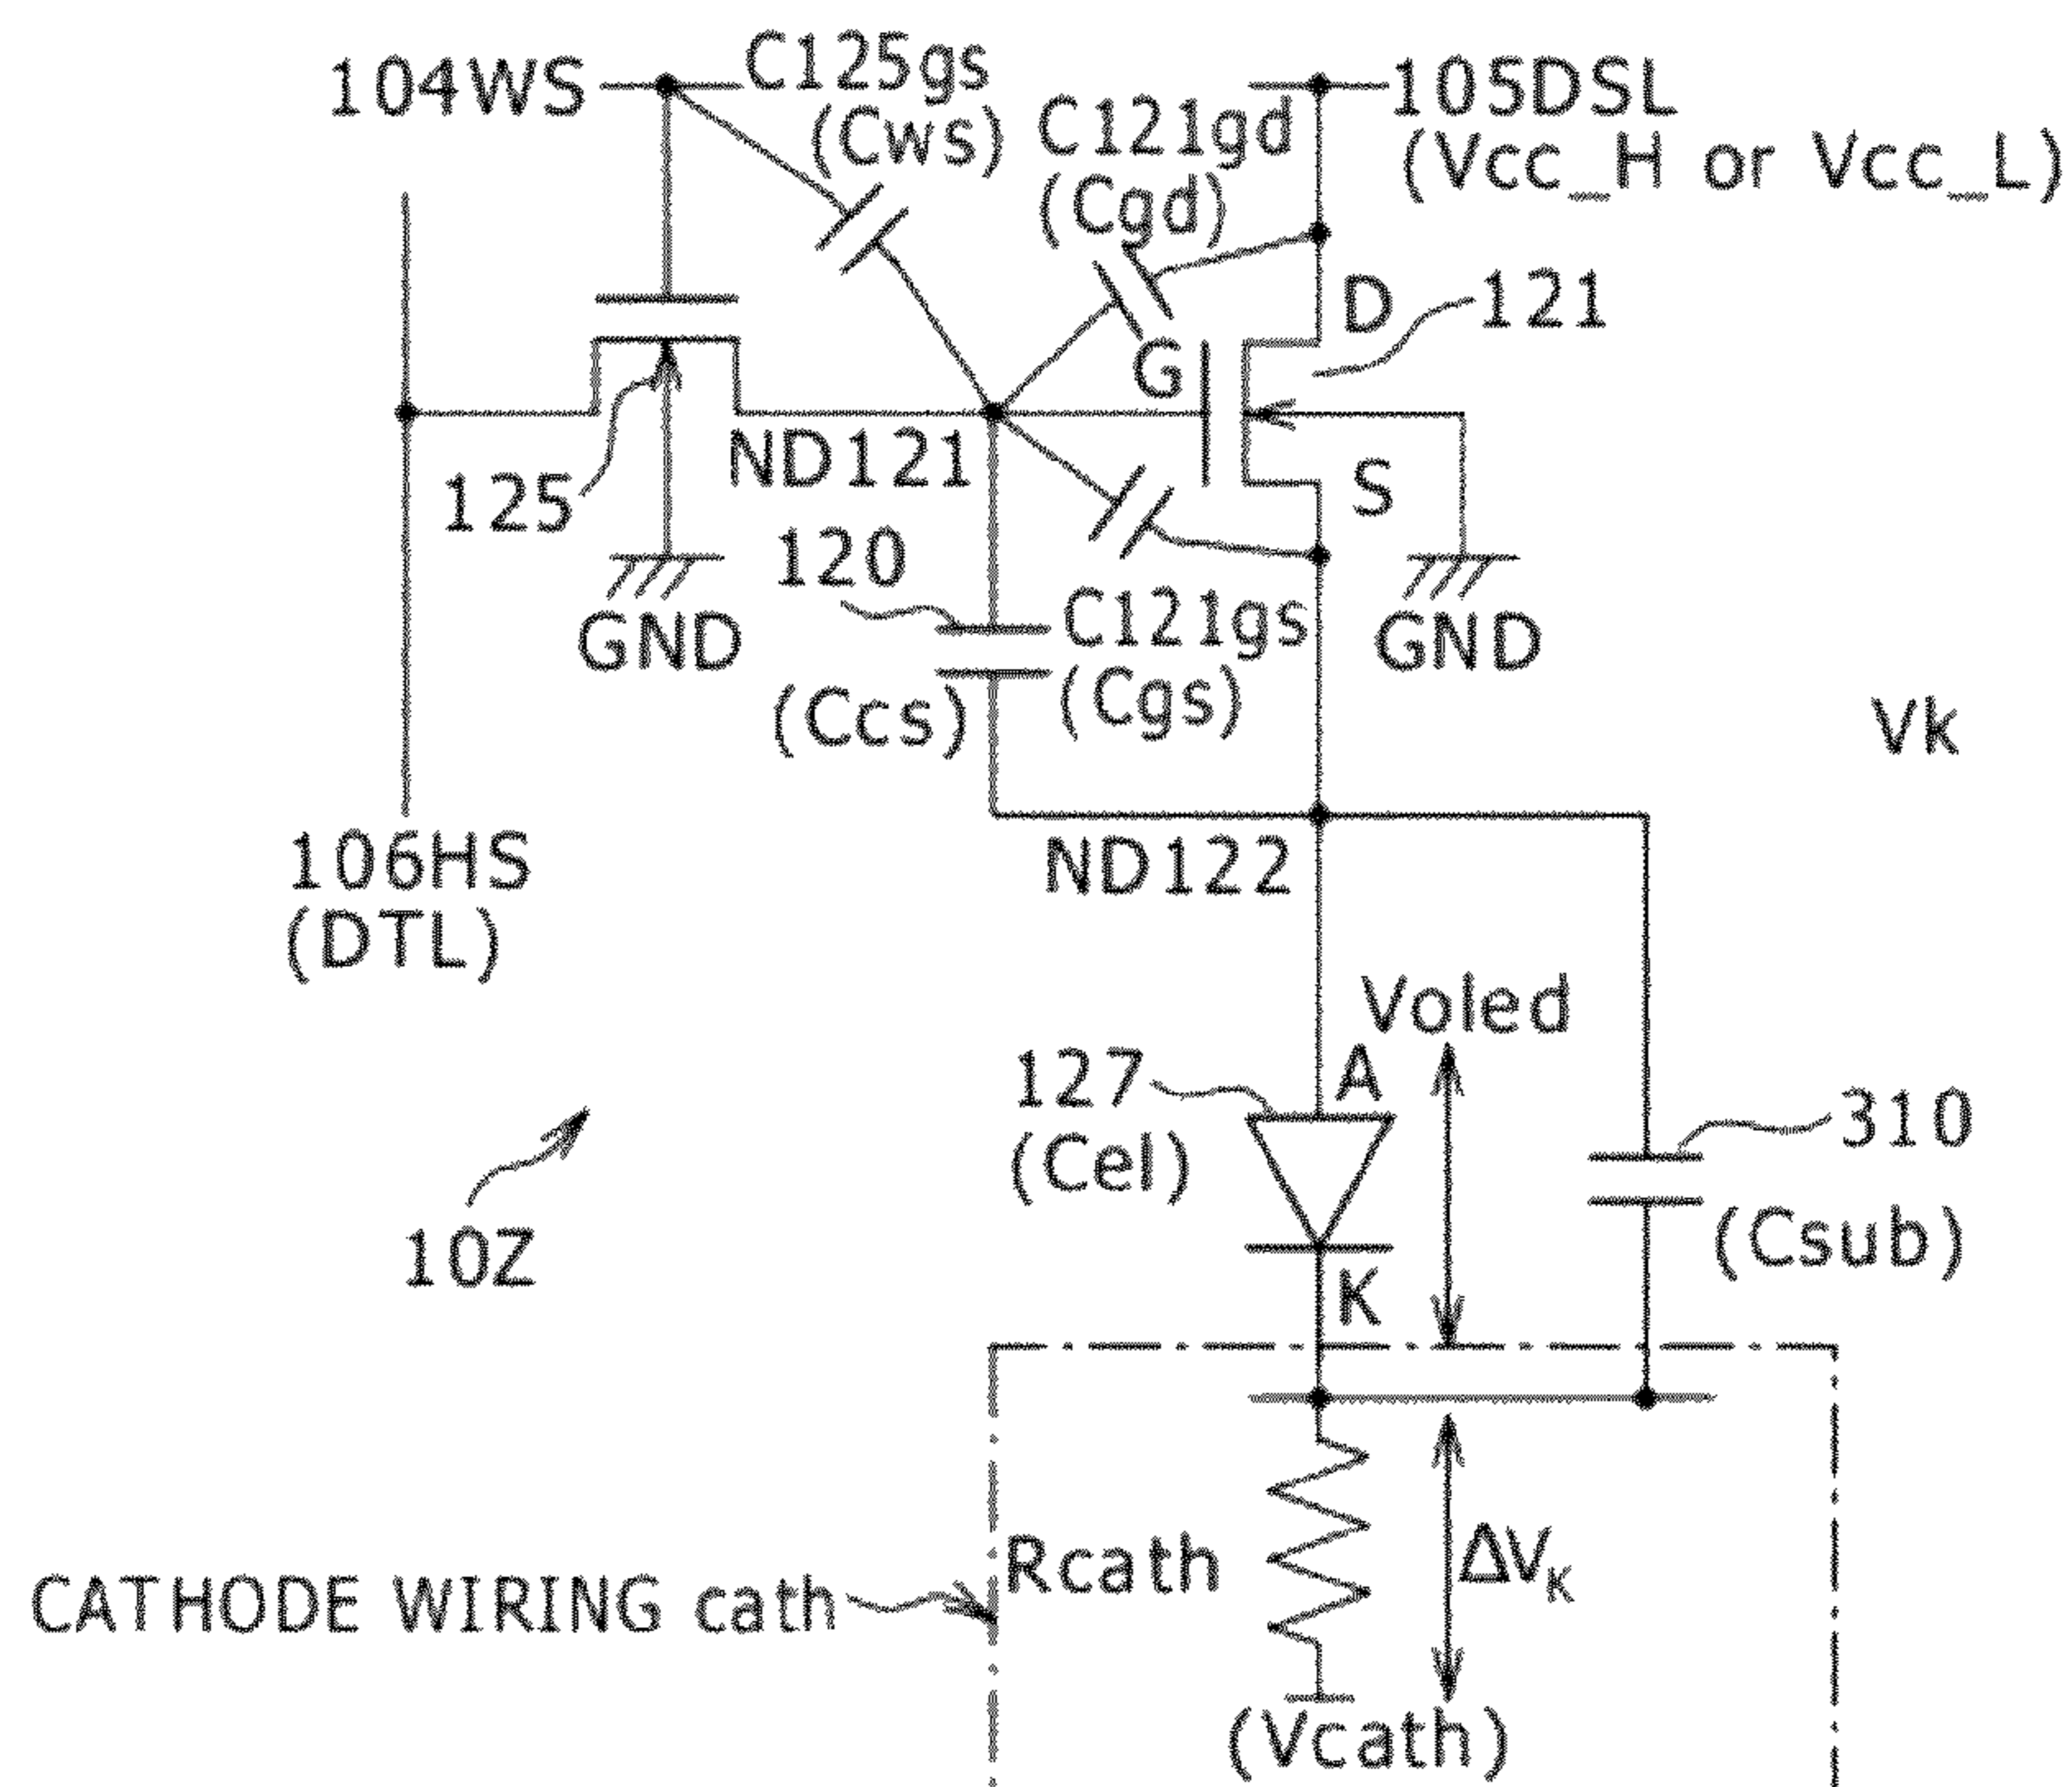 104WS
C125gs
(Cws)
C121gd
(Cgd)
105DSL
(Vcc_H or Vcc_L)
D
121
G
ND121
S
125
120
GND
C121gs
(Cgs)
GND
(Ccs)
Vk
106HS
(DTL)
ND122
Voled
127
(Cel)
A
310
(Csub)
10Z
K
Rcath
ΔVK
CATHODE WIRING cath
(Vcath)